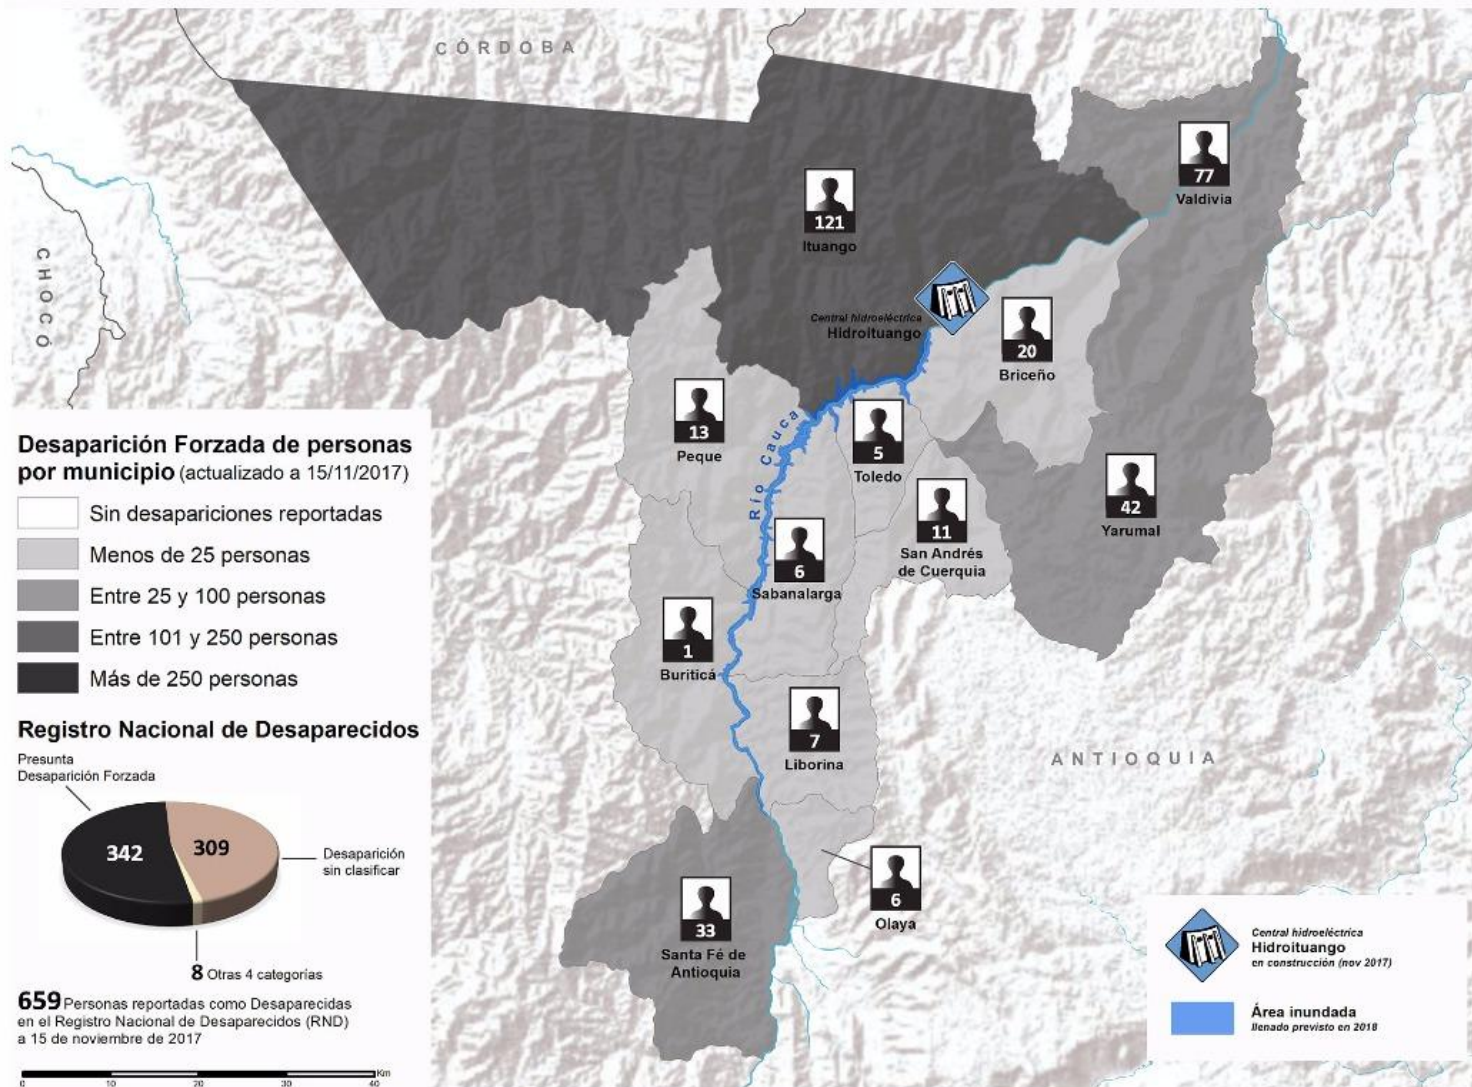 CÓRDOBA
CHOCÓ
ANTIOQUIA
77
Valdivia
121
Ituango
Central hidroeléctrica
Hidroituango
20
Briceño
13
Peque
Río Cauca
5
Toledo
42
Yarumal
11
San Andrés
de Cuerquia
6
Sabanalarga
1
Buriticá
7
Liborina
6
Olaya
33
Santa Fé de
Antioquia
Desaparición Forzada de personas
por municipio (actualizado a 15/11/2017)
Sin desapariciones reportadas
Menos de 25 personas
Entre 25 y 100 personas
Entre 101 y 250 personas
Más de 250 personas
Registro Nacional de Desaparecidos
Presunta
Desaparición Forzada
342
309
Desaparición
sin clasificar
8 Otras 4 categorías
659 Personas reportadas como Desaparecidas
en el Registro Nacional de Desaparecidos (RND)
a 15 de noviembre de 2017
Km
0 10 20 30 40
Central hidroeléctrica
Hidroituango
en construcción (nov 2017)
Área inundada
llenado previsto en 2018